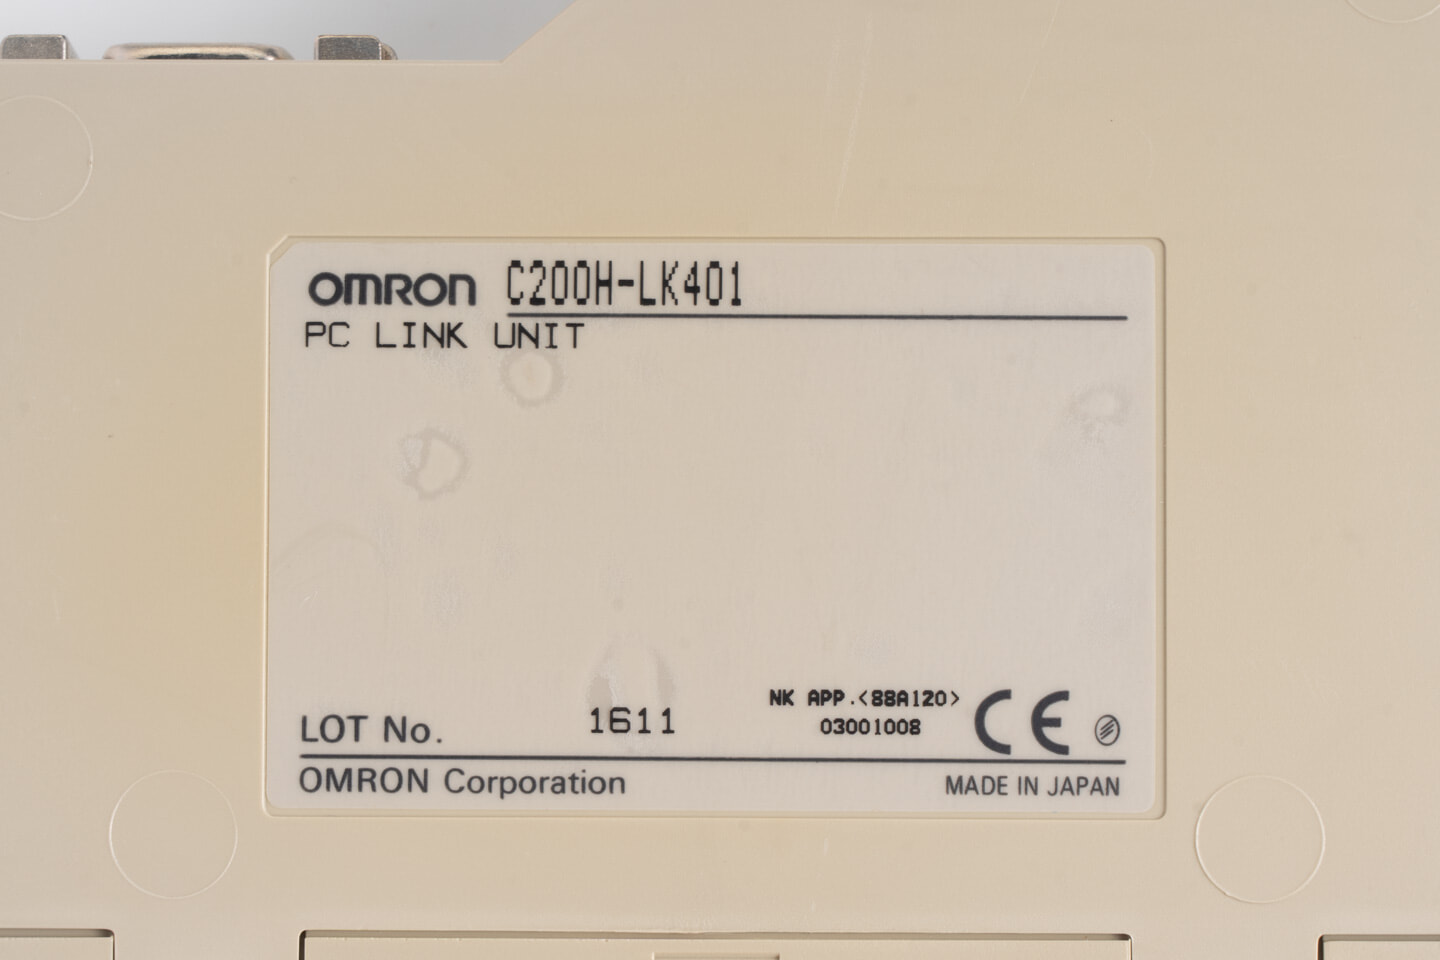 OMRON C200H-LK401
PC LINK UNIT
NK APP.<88A120>
LOT No. 1611 03001008 CE
OMRON Corporation MADE IN JAPAN